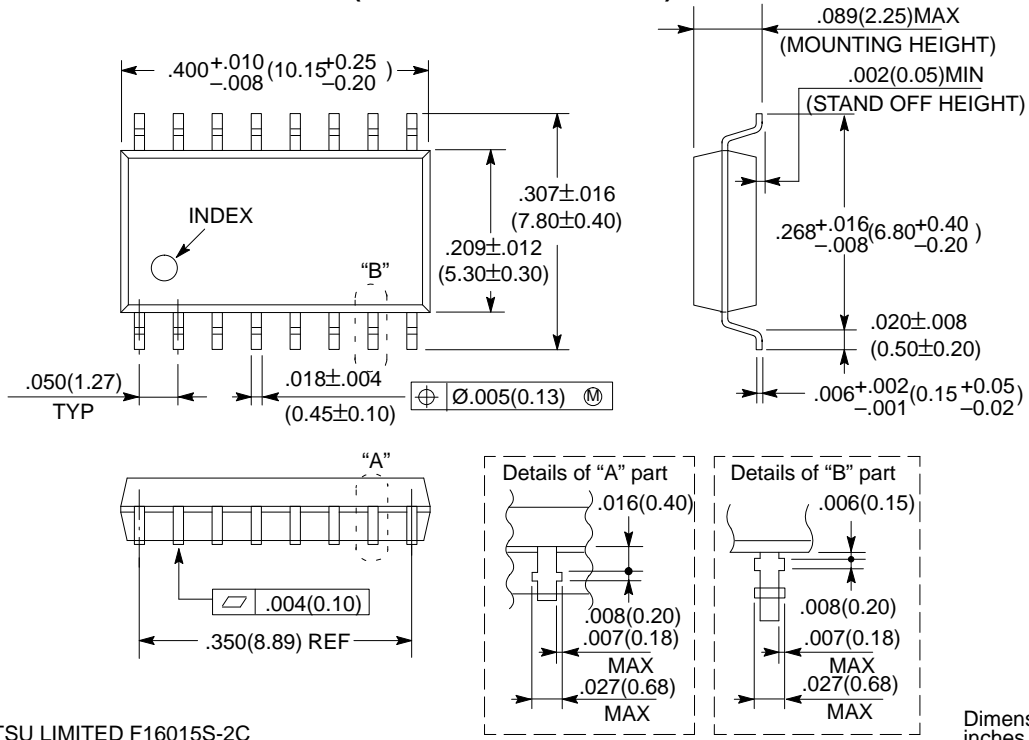 .089(2.25)MAX
(MOUNTING HEIGHT)
.002(0.05)MIN
(STAND OFF HEIGHT)
.400 +.010 –.008 (10.15 +0.25 –0.20 )
INDEX
"B"
.307±.016
(7.80±0.40)
.209±.012
(5.30±0.30)
.268 +.016 –.008 (6.80 +0.40 –0.20 )
.020±.008
(0.50±0.20)
.050(1.27)
TYP
.018±.004
(0.45±0.10)
Ø.005(0.13) Ⓜ
.006 +.002 –.001 (0.15 +0.05 –0.02 )
"A"
.004(0.10)
.350(8.89) REF
Details of "A" part
.016(0.40)
.008(0.20)
.007(0.18)
MAX
.027(0.68)
MAX
Details of "B" part
.006(0.15)
.008(0.20)
.007(0.18)
MAX
.027(0.68)
MAX
TSU LIMITED F16015S-2C
Dimens
inches